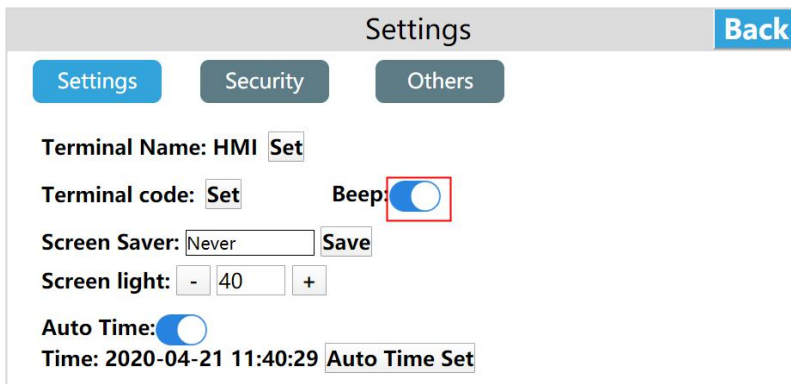 Settings Back
Settings Security Others
Terminal Name: HMI Set
Terminal code: Set Beep:
Screen Saver: Never Save
Screen light: - 40 +
Auto Time:
Time: 2020-04-21 11:40:29 Auto Time Set